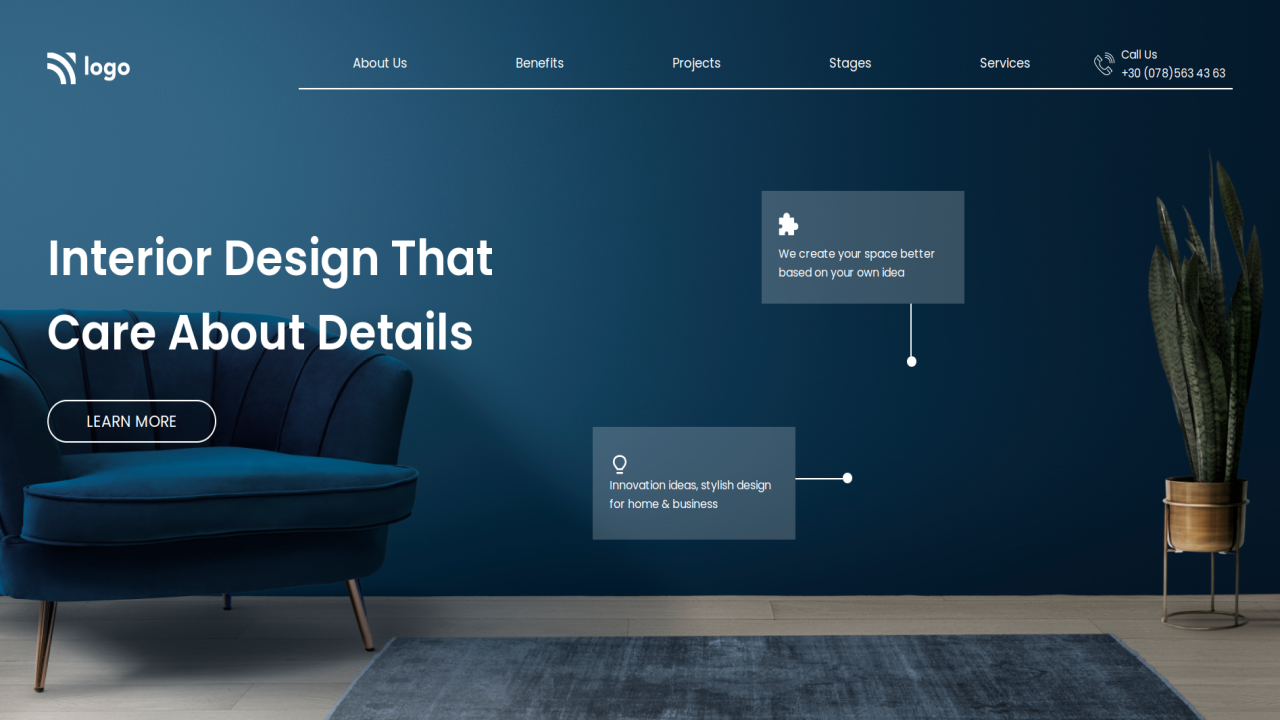 logo
About Us
Benefits
Projects
Stages
Services
Call Us
+30 (078)563 43 63
Interior Design That
Care About Details
LEARN MORE
We create your space better
based on your own idea
Innovation ideas, stylish design
for home & business